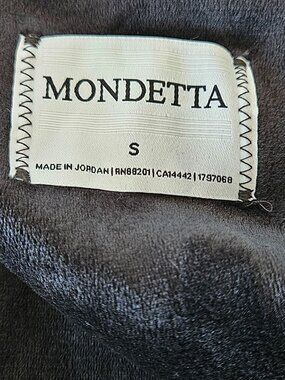 MONDETTA
S
MADE IN JORDAN | RN88201 | CA14442 | 1797068